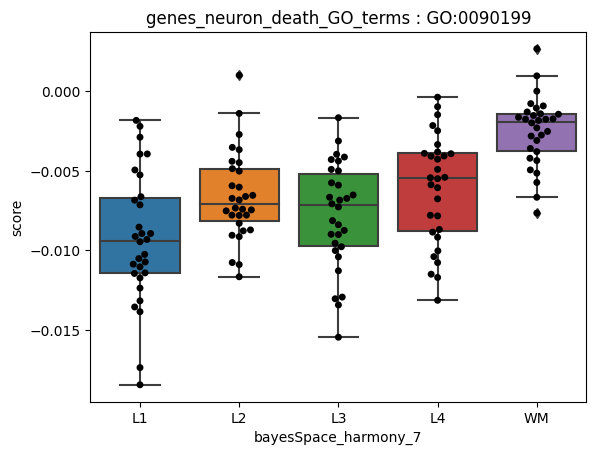 genes_neuron_death_GO_terms : GO:0090199
0.000
−0.005
−0.010
−0.015
score
L1 L2 L3 L4 WM
bayesSpace_harmony_7